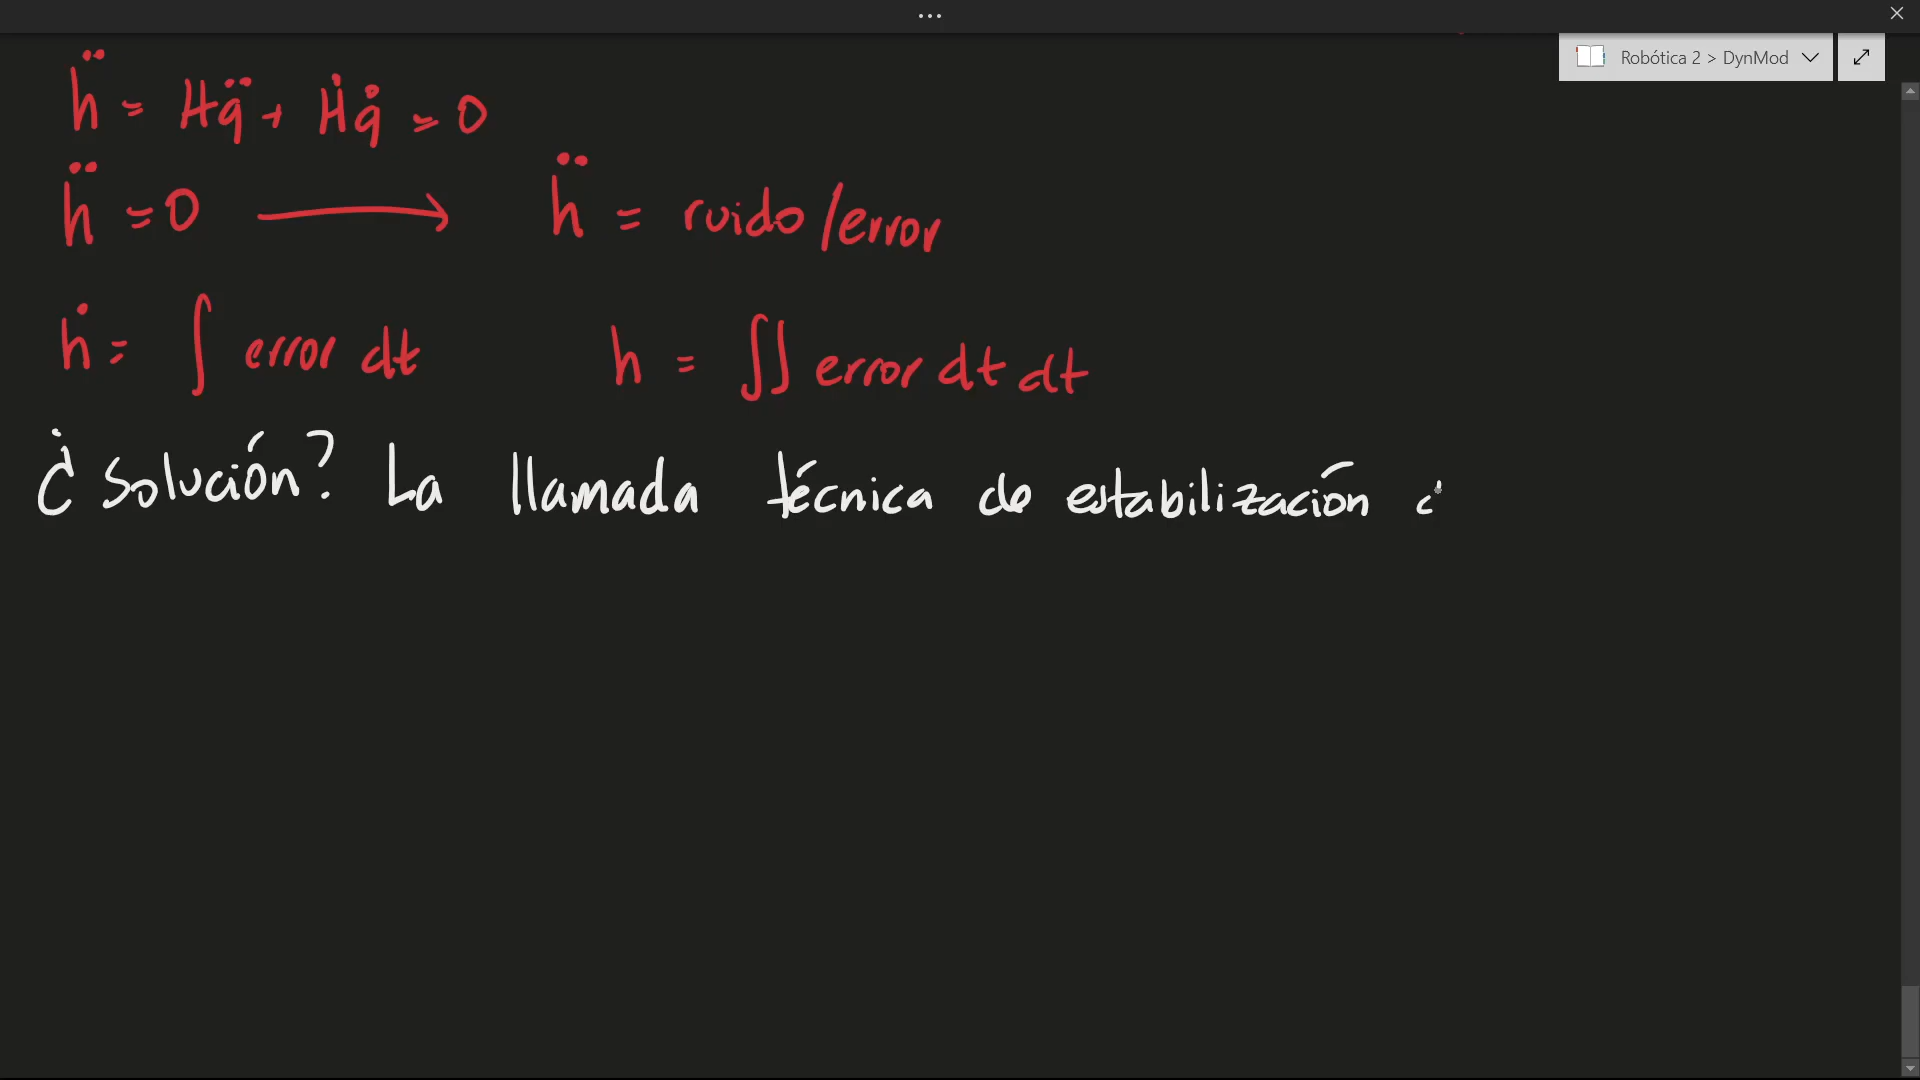 Robótica 2 > DynMod
ḧ = Hq̈ + Ḣq̇ = 0
ḧ = 0 → ḧ = ruido/error
ḣ = ∫ error dt h = ∬ error dt dt
¿Solución? La llamada técnica de estabilización